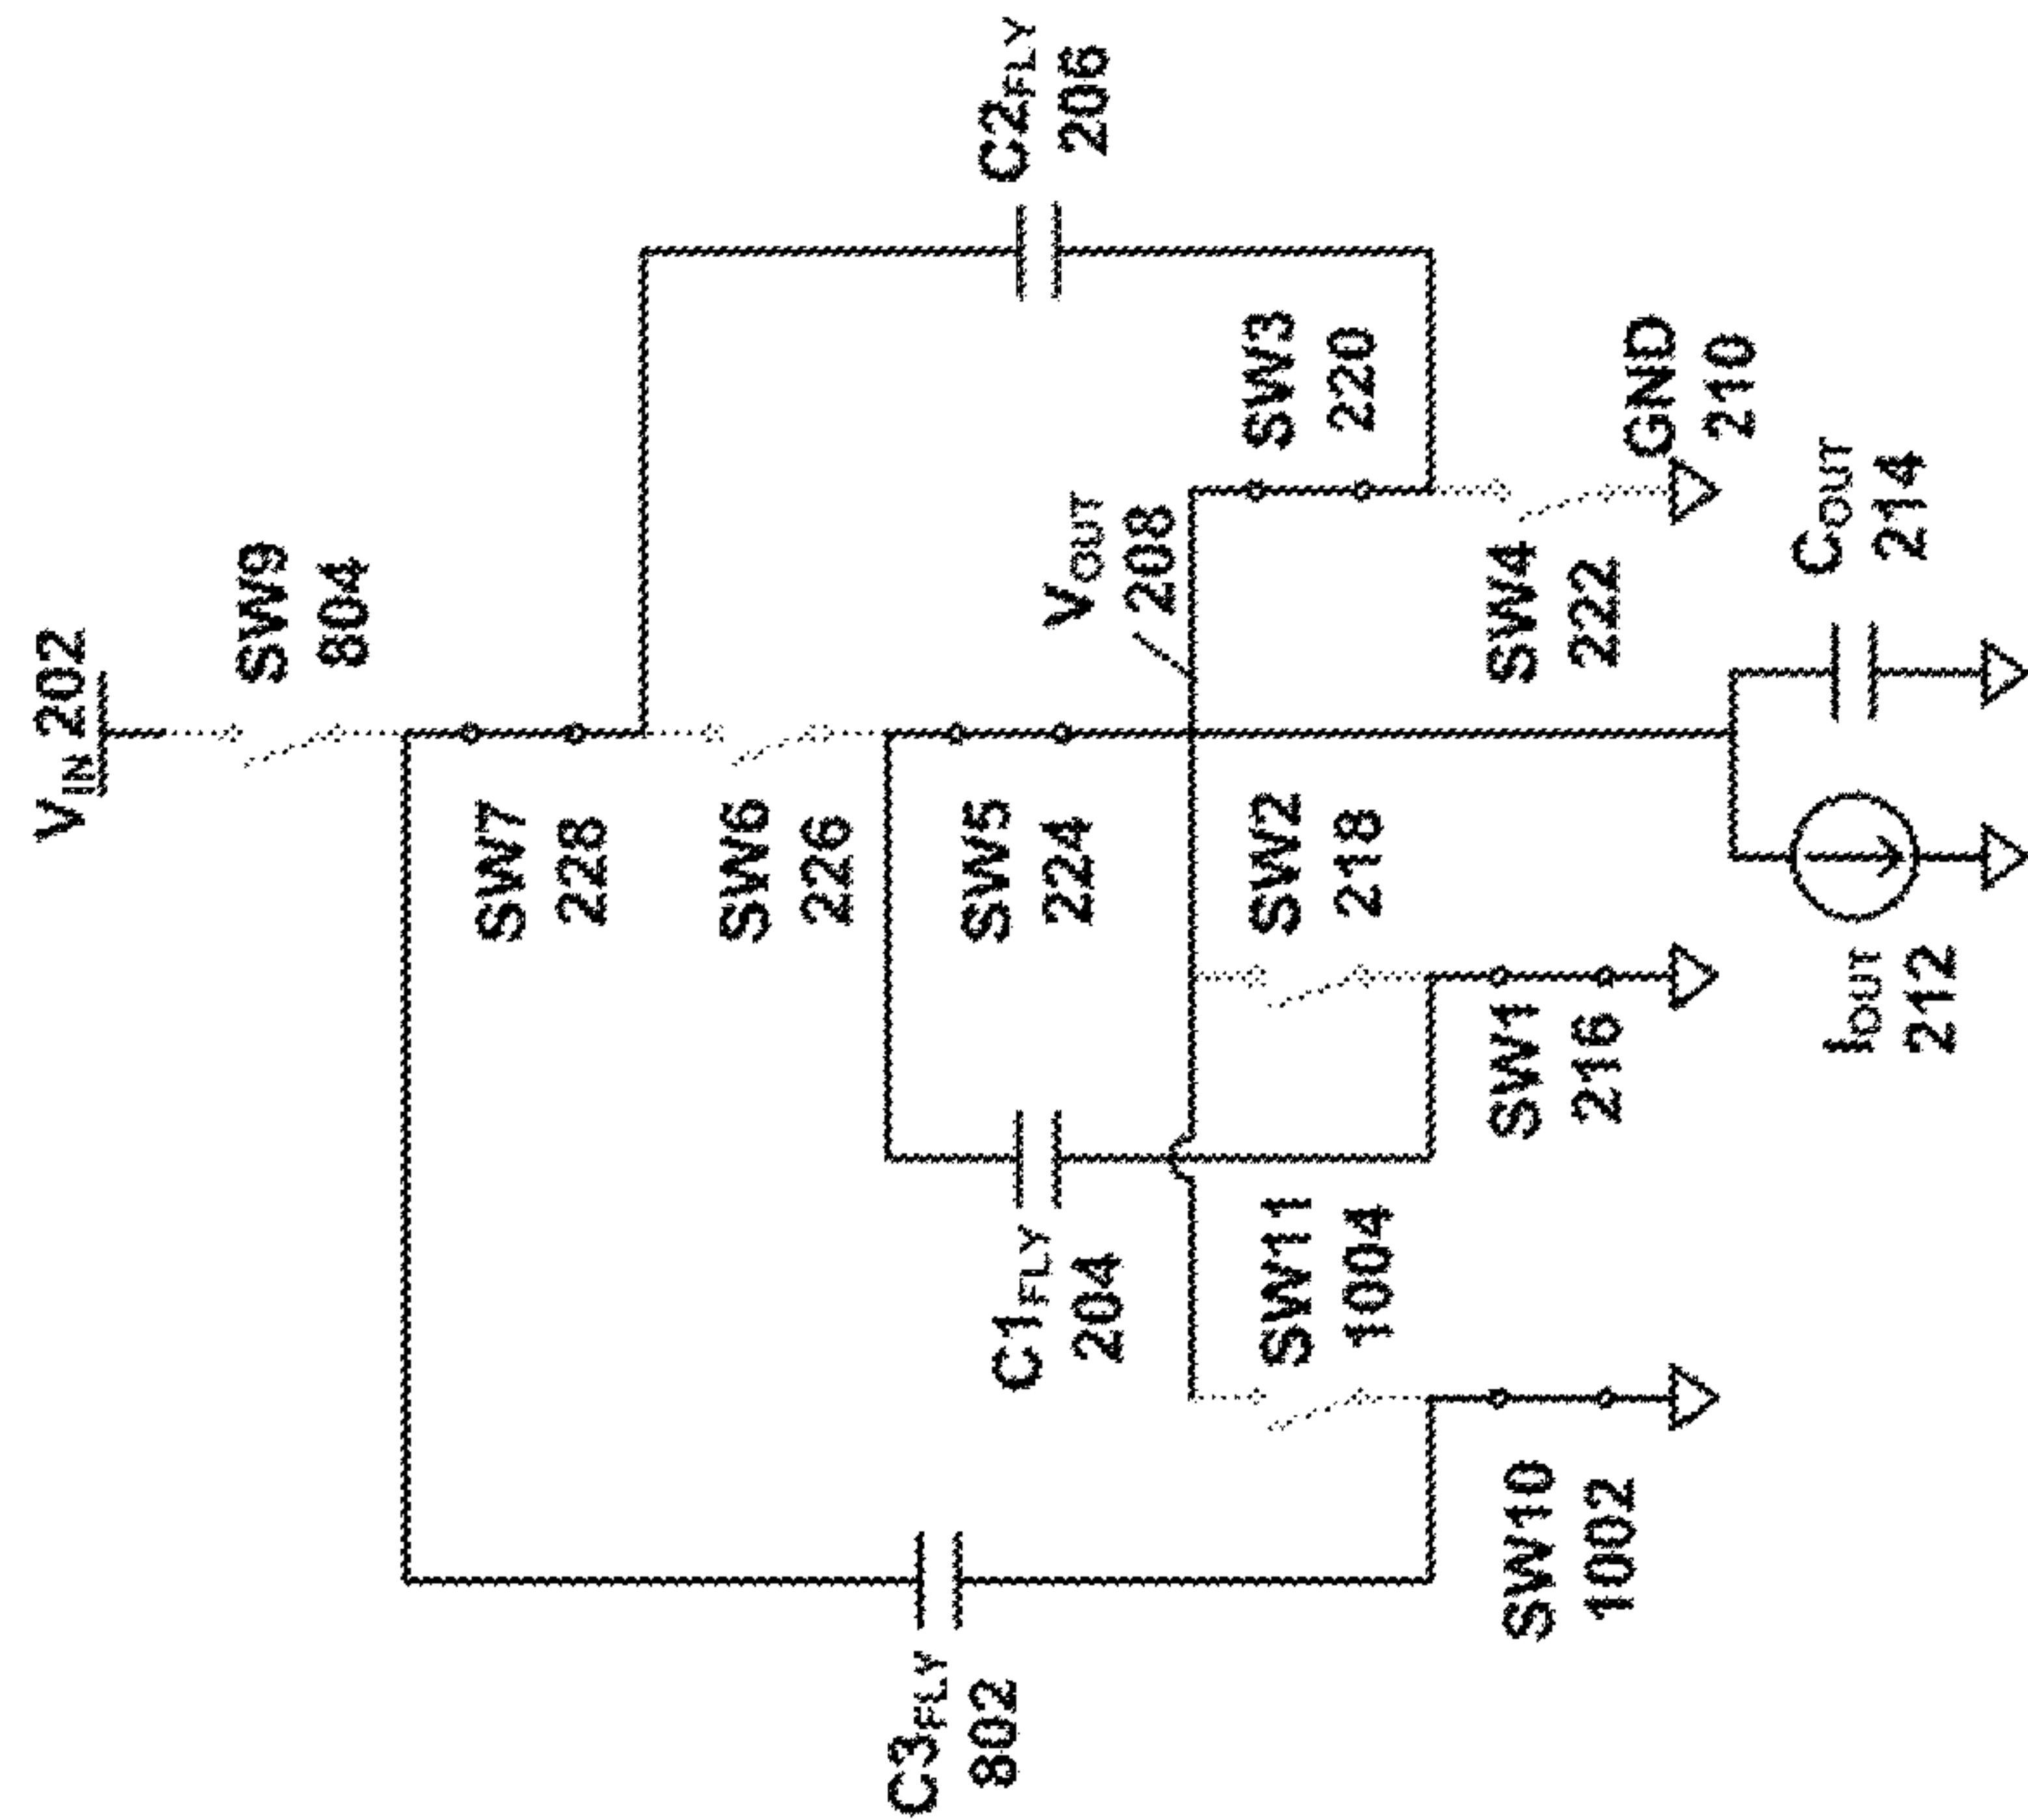 VIN 202
SW9
804
SW7
228
C2FLY
206
SW6
226
VOUT
208
SW5
224
C1FLY
204
C3FLY
802
SW3
220
SW2
218
SW11
1004
SW4
222
GND
210
SW1
216
SW10
1002
COUT
214
IOUT
212